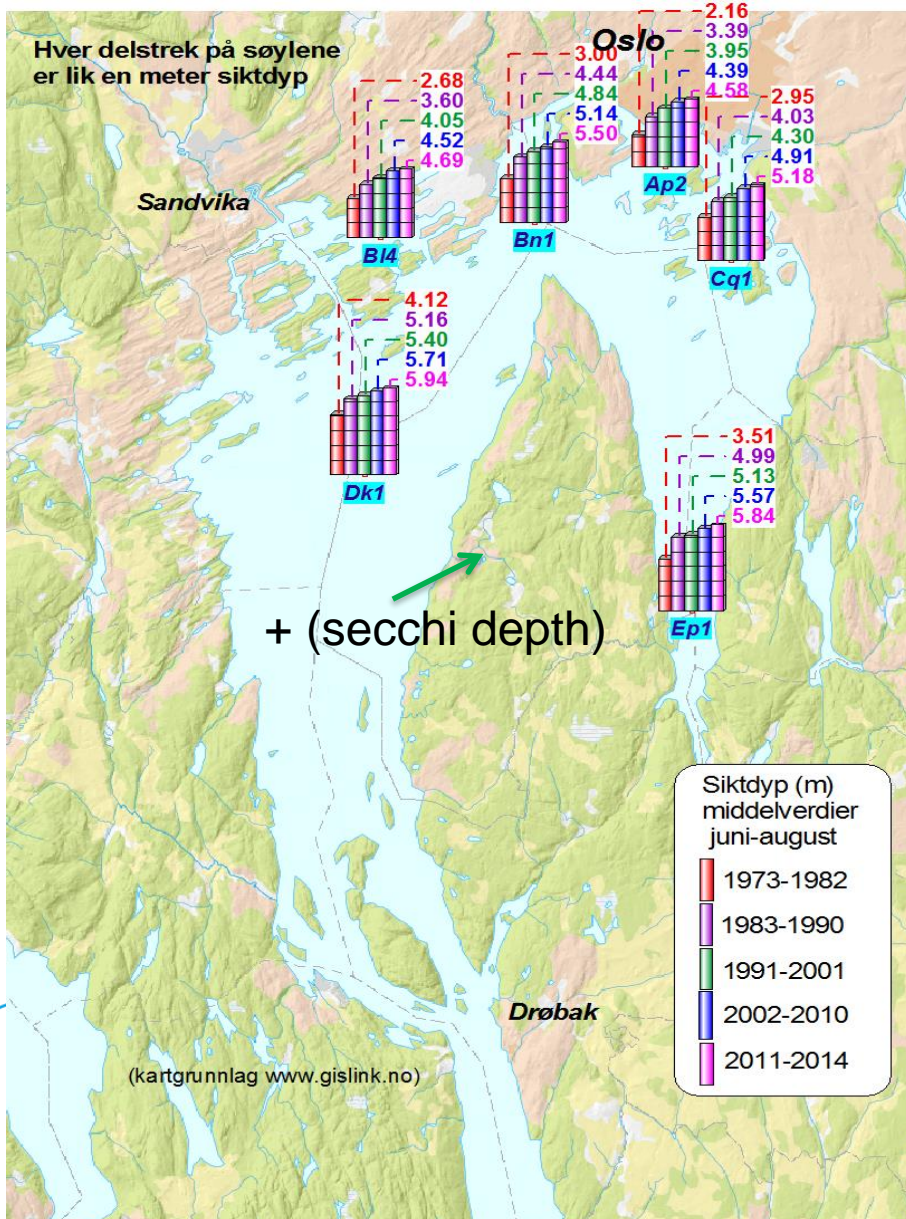 Hver delstrek på søylene
er lik en meter siktdyp
Oslo
2.16
3.39
3.95
4.39
4.58
Ap2
3.00
4.44
4.84
5.14
5.50
Bn1
2.68
3.60
4.05
4.52
4.69
Bl4
2.95
4.03
4.30
4.91
5.18
Cq1
Sandvika
4.12
5.16
5.40
5.71
5.94
Dk1
3.51
4.99
5.13
5.57
5.84
Ep1
+ (secchi depth)
Siktdyp (m)
middelverdier
juni-august
1973-1982
1983-1990
1991-2001
2002-2010
2011-2014
Drøbak
(kartgrunnlag www.gislink.no)